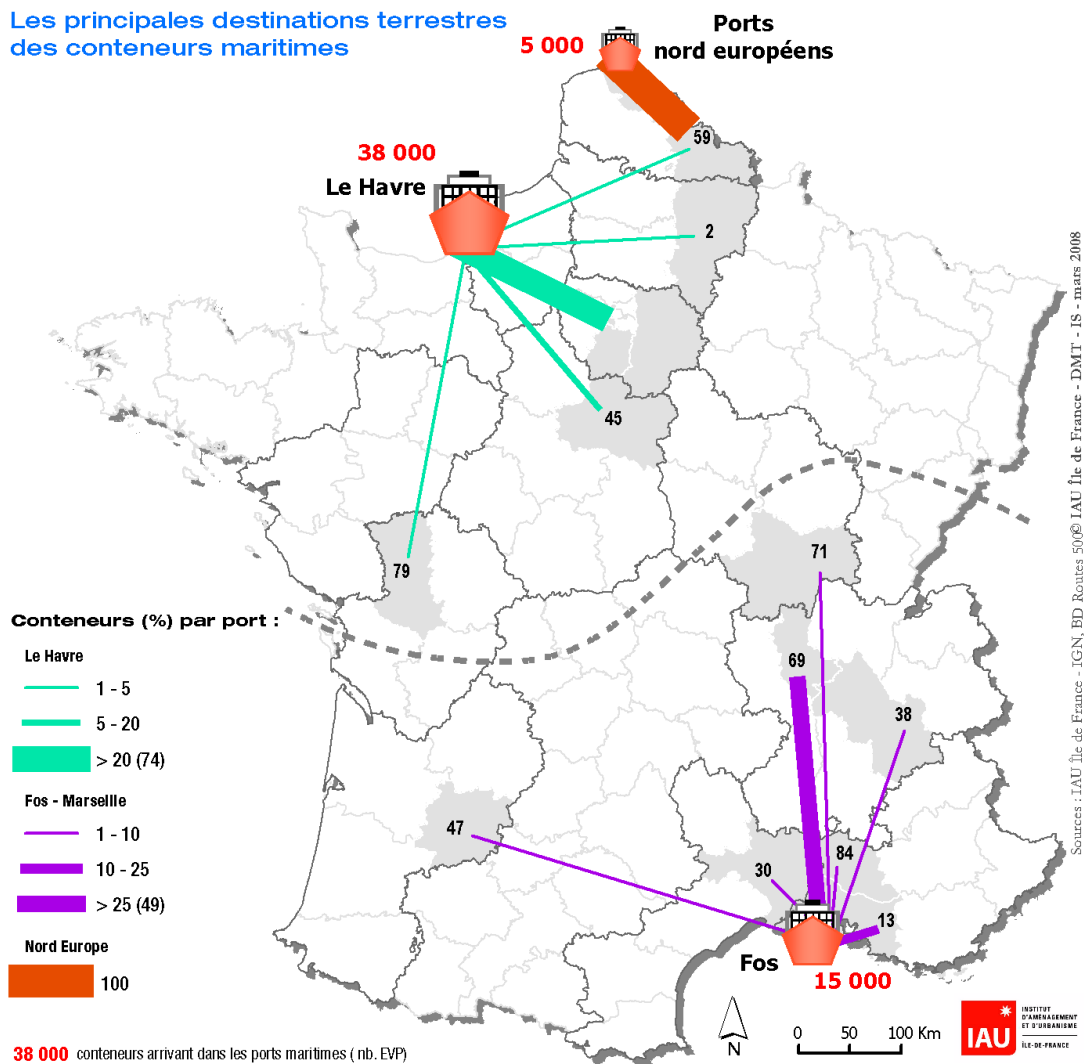 Les principales destinations terrestres
des conteneurs maritimes
5 000
Ports
nord européens
59
38 000
Le Havre
2
45
79
71
69
38
47
30
84
13
Fos
15 000
Conteneurs (%) par port :
Le Havre
1 - 5
5 - 20
> 20 (74)
Fos - Marseille
1 - 10
10 - 25
> 25 (49)
Nord Europe
100
38 000 conteneurs arrivant dans les ports maritimes ( nb. EVP)
N
0 50 100 Km
IAU
INSTITUT
D'AMÉNAGEMENT
ET D'URBANISME
ÎLE-DE-FRANCE
Sources : IAU Île de France - IGN, BD Routes 500© IAU Île de France - DMT - JS - mars 2008